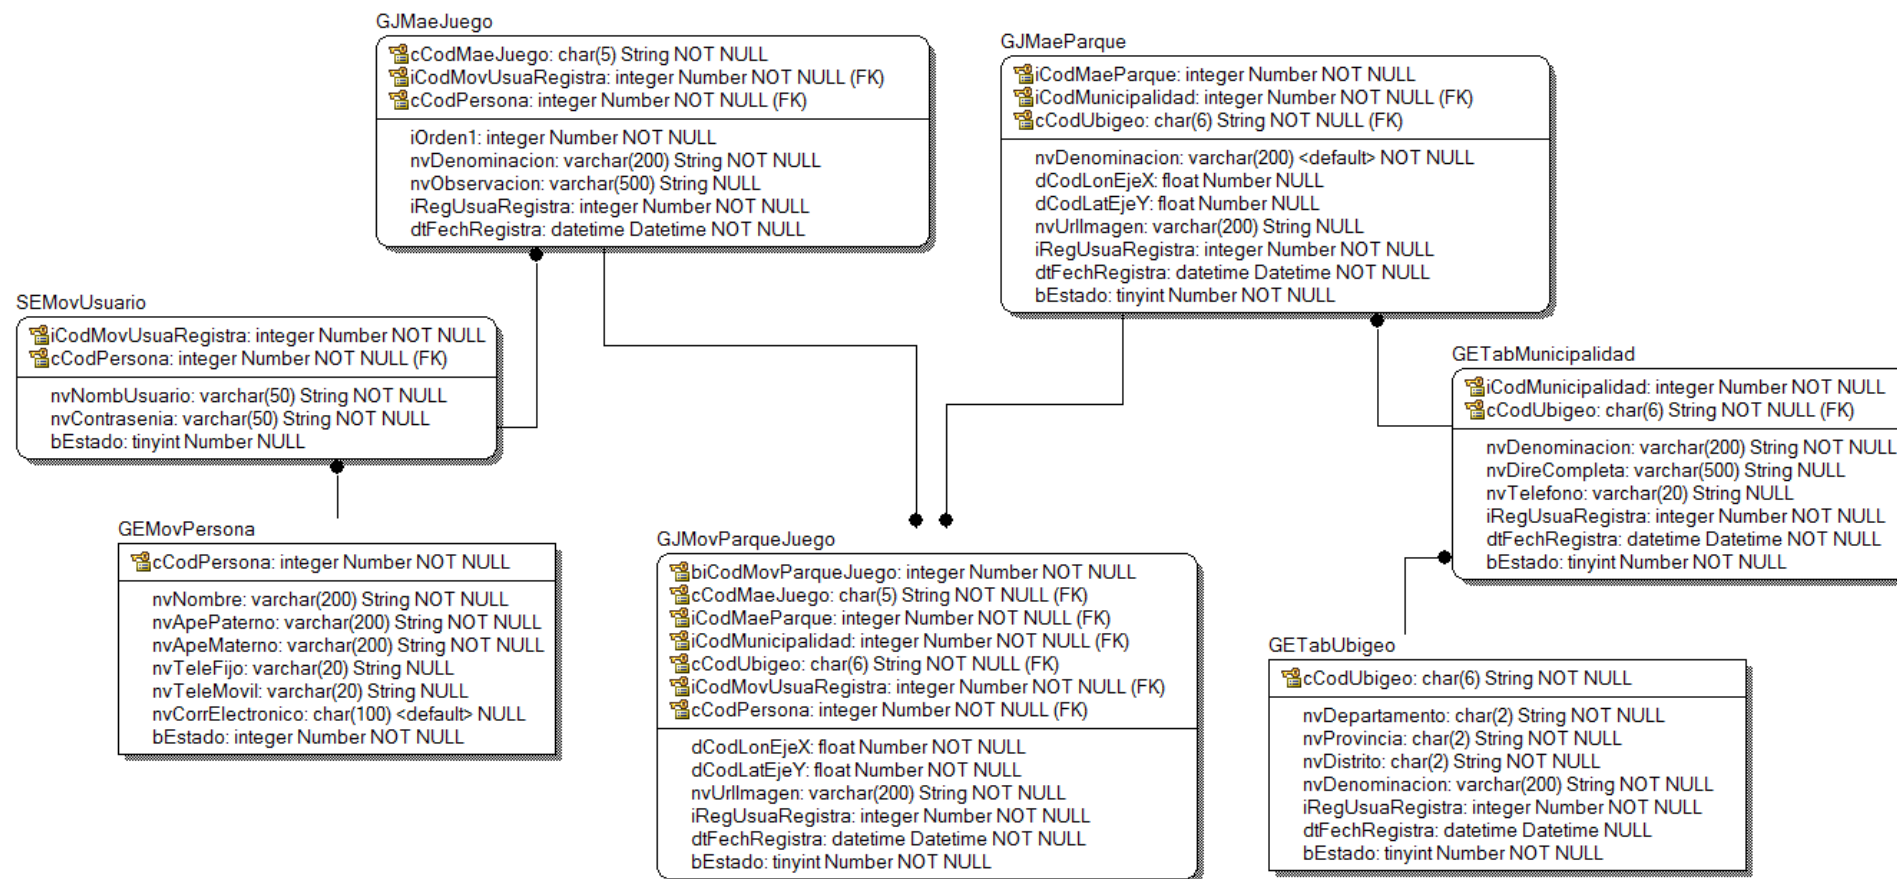 GJMaeJuego
cCodMaeJuego: char(5) String NOT NULL
iCodMovUsuaRegistra: integer Number NOT NULL (FK)
cCodPersona: integer Number NOT NULL (FK)
iOrden1: integer Number NOT NULL
nvDenominacion: varchar(200) String NOT NULL
nvObservacion: varchar(500) String NULL
iRegUsuaRegistra: integer Number NOT NULL
dtFechRegistra: datetime Datetime NOT NULL
GJMaeParque
iCodMaeParque: integer Number NOT NULL
iCodMunicipalidad: integer Number NOT NULL (FK)
cCodUbigeo: char(6) String NOT NULL (FK)
nvDenominacion: varchar(200) <default> NOT NULL
dCodLonEjeX: float Number NULL
dCodLatEjeY: float Number NULL
nvUrlImagen: varchar(200) String NULL
iRegUsuaRegistra: integer Number NOT NULL
dtFechRegistra: datetime Datetime NOT NULL
bEstado: tinyint Number NOT NULL
SEMovUsuario
iCodMovUsuaRegistra: integer Number NOT NULL
cCodPersona: integer Number NOT NULL (FK)
nvNombUsuario: varchar(50) String NOT NULL
nvContrasenia: varchar(50) String NOT NULL
bEstado: tinyint Number NULL
GETabMunicipalidad
iCodMunicipalidad: integer Number NOT NULL
cCodUbigeo: char(6) String NOT NULL (FK)
nvDenominacion: varchar(200) String NOT NULL
nvDireCompleta: varchar(500) String NULL
nvTelefono: varchar(20) String NULL
iRegUsuaRegistra: integer Number NOT NULL
dtFechRegistra: datetime Datetime NOT NULL
bEstado: tinyint Number NOT NULL
GEMovPersona
cCodPersona: integer Number NOT NULL
nvNombre: varchar(200) String NOT NULL
nvApePaterno: varchar(200) String NOT NULL
nvApeMaterno: varchar(200) String NOT NULL
nvTeleFijo: varchar(20) String NULL
nvTeleMovil: varchar(20) String NULL
nvCorrElectronico: char(100) <default> NULL
bEstado: integer Number NOT NULL
GJMovParqueJuego
biCodMovParqueJuego: integer Number NOT NULL
cCodMaeJuego: char(5) String NOT NULL (FK)
iCodMaeParque: integer Number NOT NULL (FK)
iCodMunicipalidad: integer Number NOT NULL (FK)
cCodUbigeo: char(6) String NOT NULL (FK)
iCodMovUsuaRegistra: integer Number NOT NULL (FK)
cCodPersona: integer Number NOT NULL (FK)
dCodLonEjeX: float Number NOT NULL
dCodLatEjeY: float Number NOT NULL
nvUrlImagen: varchar(200) String NOT NULL
iRegUsuaRegistra: integer Number NOT NULL
dtFechRegistra: datetime Datetime NOT NULL
bEstado: tinyint Number NOT NULL
GETabUbigeo
cCodUbigeo: char(6) String NOT NULL
nvDepartamento: char(2) String NOT NULL
nvProvincia: char(2) String NOT NULL
nvDistrito: char(2) String NOT NULL
nvDenominacion: varchar(200) String NOT NULL
iRegUsuaRegistra: integer Number NOT NULL
dtFechRegistra: datetime Datetime NULL
bEstado: tinyint Number NOT NULL